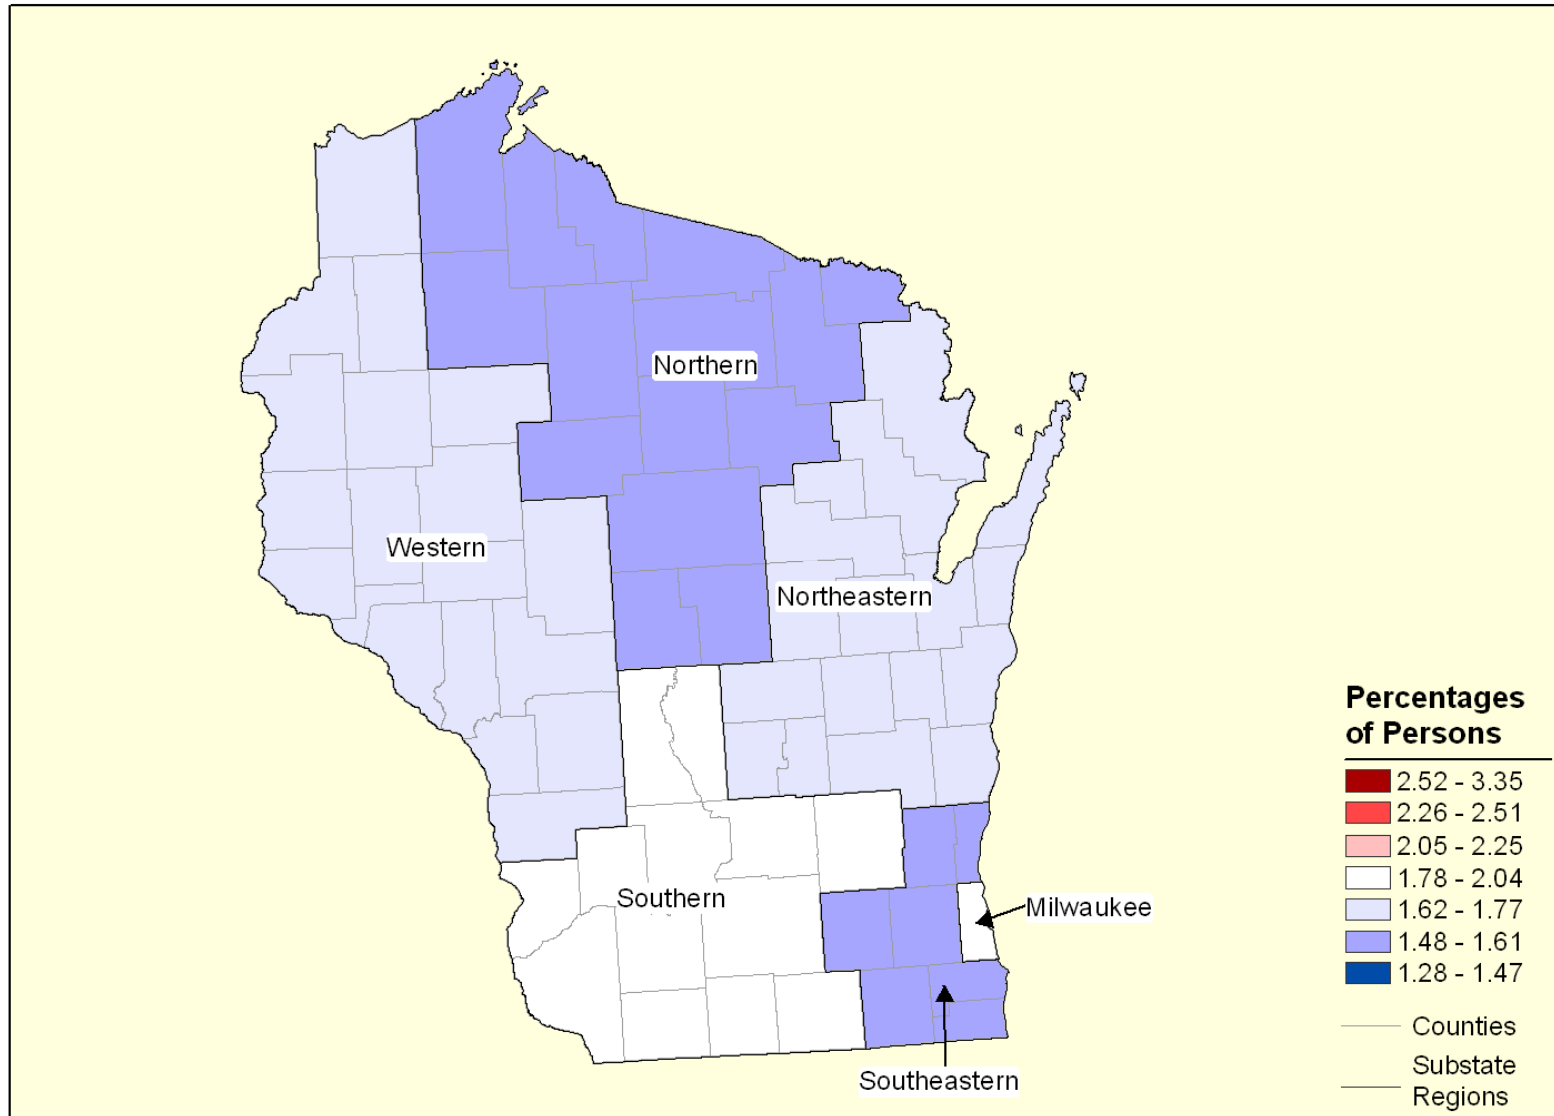 Northern
Western
Northeastern
Southern
Milwaukee
Southeastern
Percentages
of Persons
2.52 - 3.35
2.26 - 2.51
2.05 - 2.25
1.78 - 2.04
1.62 - 1.77
1.48 - 1.61
1.28 - 1.47
Counties
Substate
Regions